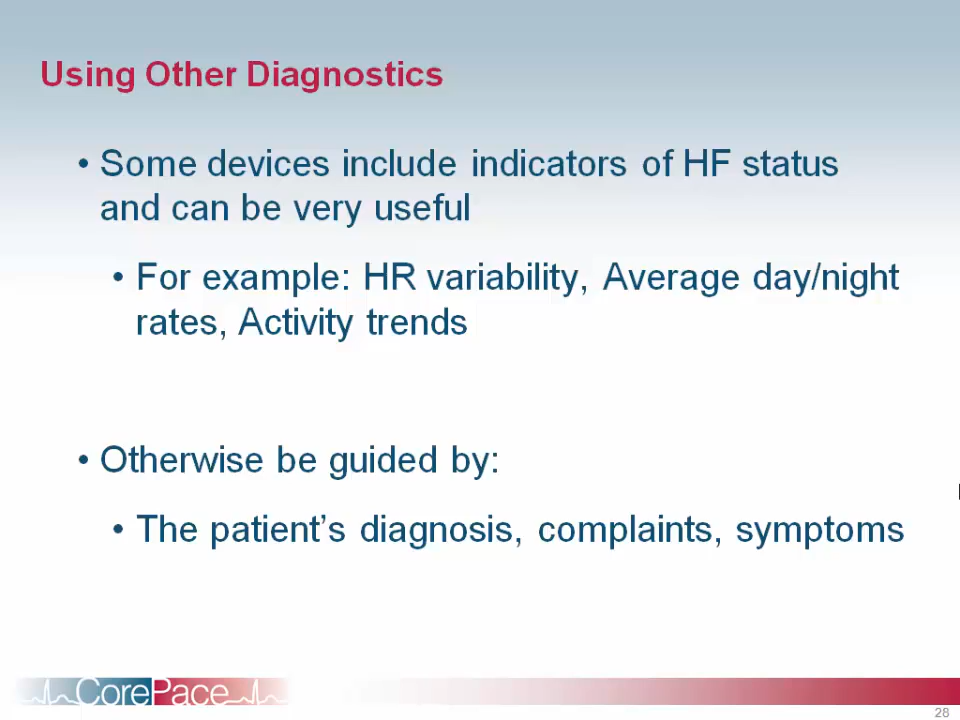 Using Other Diagnostics
• Some devices include indicators of HF status
and can be very useful
• For example: HR variability, Average day/night
rates, Activity trends
• Otherwise be guided by:
• The patient's diagnosis, complaints, symptoms
CorePace
28